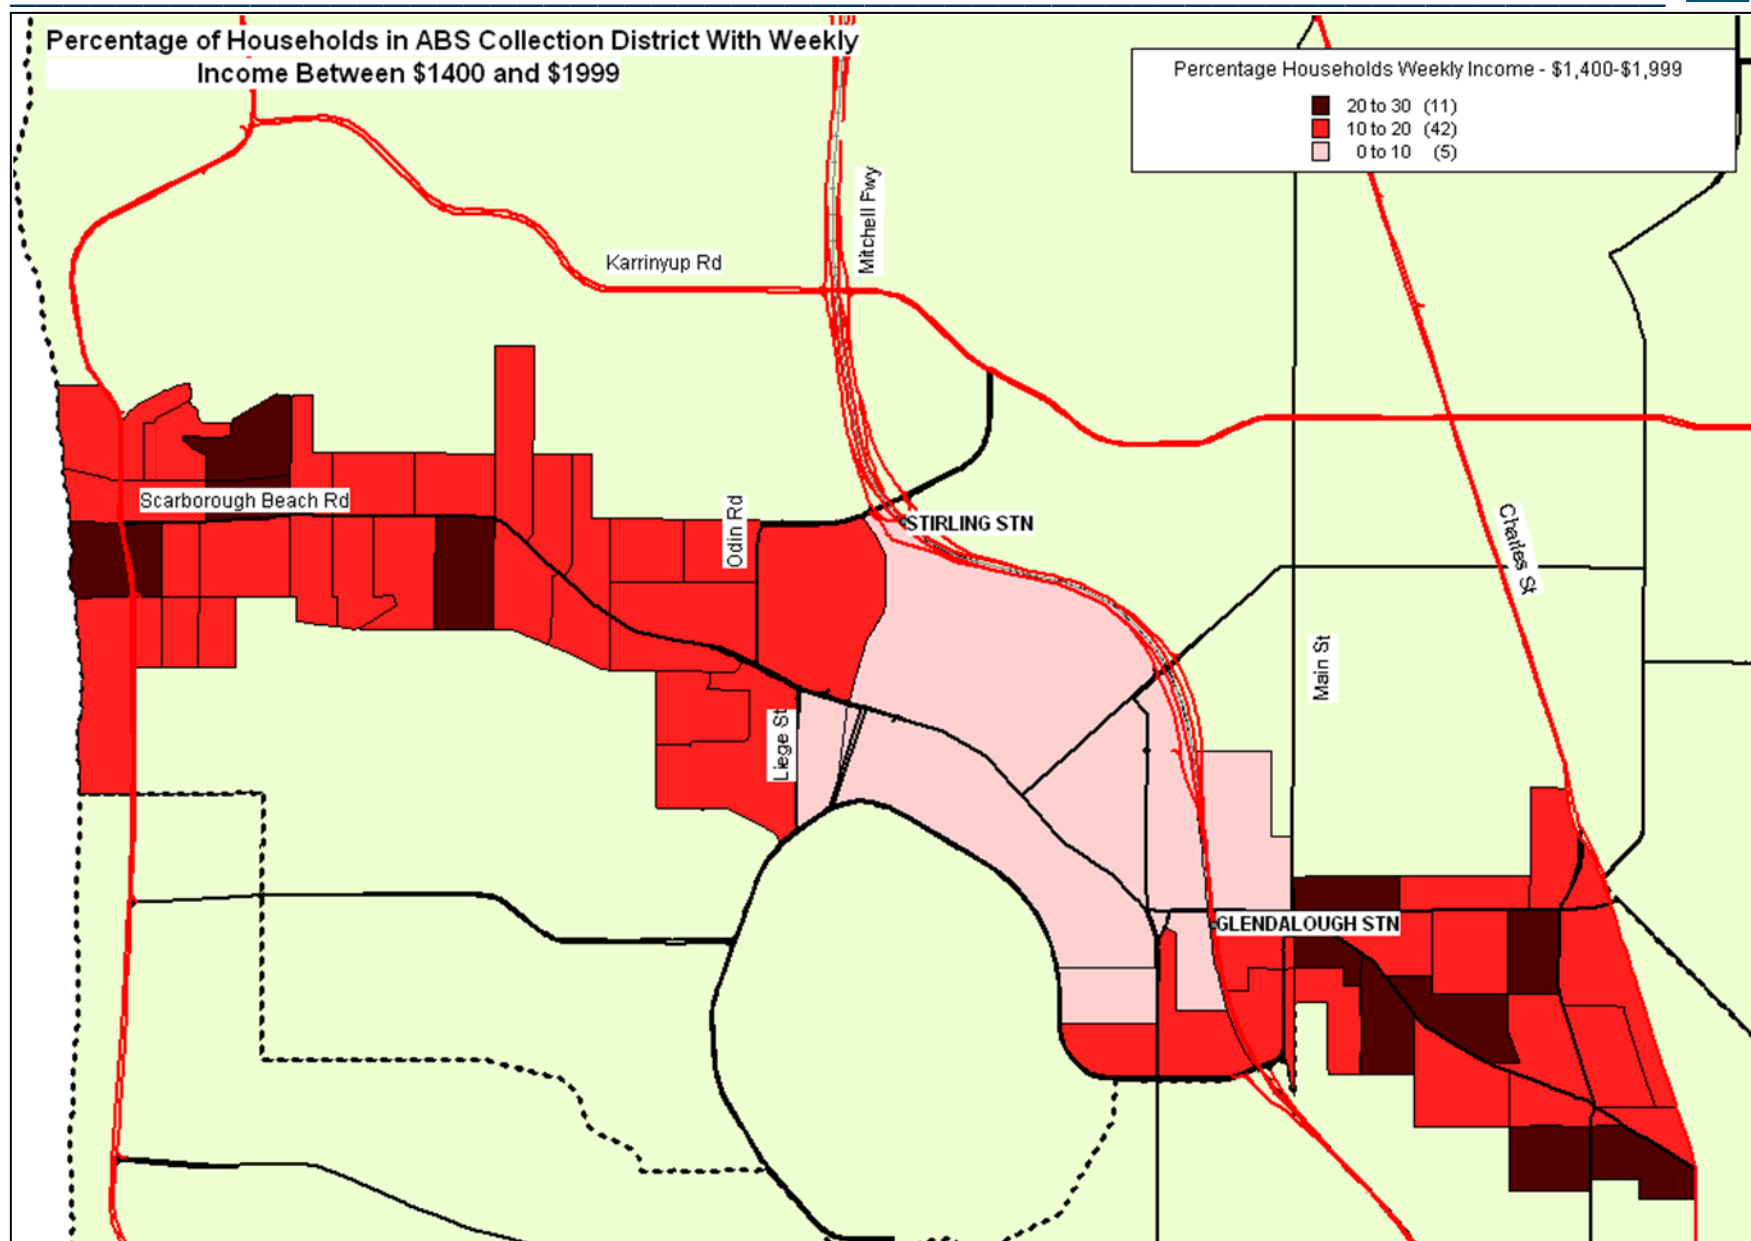 Percentage of Households in ABS Collection District With Weekly
Income Between $1400 and $1999
Percentage Households Weekly Income - $1,400-$1,999
20 to 30 (11)
10 to 20 (42)
0 to 10 (5)
Mitchell Fwy
Karrinyup Rd
Scarborough Beach Rd
Odin Rd
STIRLING STN
Charles St
Main St
Liege St
GLENDALOUGH STN